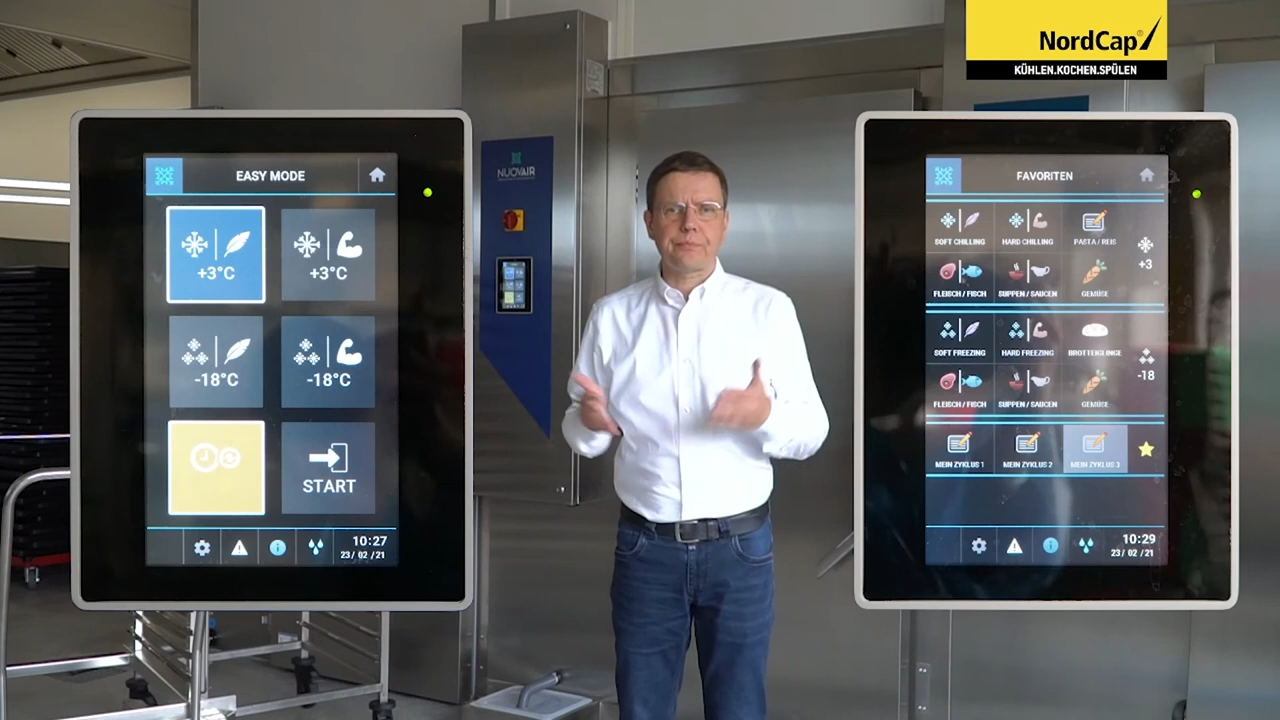 NordCap®
KÜHLEN.KOCHEN.SPÜLEN
NUOVAIR
EASY MODE
+3°C
+3°C
-18°C
-18°C
START
10:27
23/ 02 /21
FAVORITEN
SOFT CHILLING
HARD CHILLING
PASTA / REIS
+3
FLEISCH / FISCH
SUPPEN / SAUCEN
GEMÜSE
SOFT FREEZING
HARD FREEZING
BROTTEIGLINGE
-18
FLEISCH / FISCH
SUPPEN / SAUCEN
GEMÜSE
MEIN ZYKLUS 1
MEIN ZYKLUS 2
MEIN ZYKLUS 3
10:29
23/ 02 /21